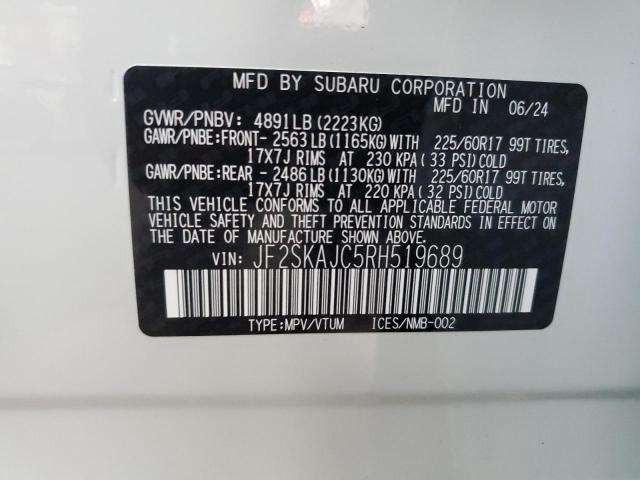 MFD BY SUBARU CORPORATION
MFD IN 06/24
GVWR/PNBV: 4891LB (2223KG)
GAWR/PNBE:FRONT- 2563 LB (1165KG) WITH 225/60R17 99T TIRES,
17X7J RIMS AT 230 KPA ( 33 PSI) COLD
GAWR/PNBE:REAR - 2486 LB (1130KG) WITH 225/60R17 99T TIRES,
17X7J RIMS AT 220 KPA ( 32 PSI) COLD
THIS VEHICLE CONFORMS TO ALL APPLICABLE FEDERAL MOTOR
VEHICLE SAFETY AND THEFT PREVENTION STANDARDS IN EFFECT ON
THE DATE OF MANUFACTURE SHOWN ABOVE.
VIN: JF2SKAJC5RH519689
TYPE:MPV/VTUM ICES/NMB-002